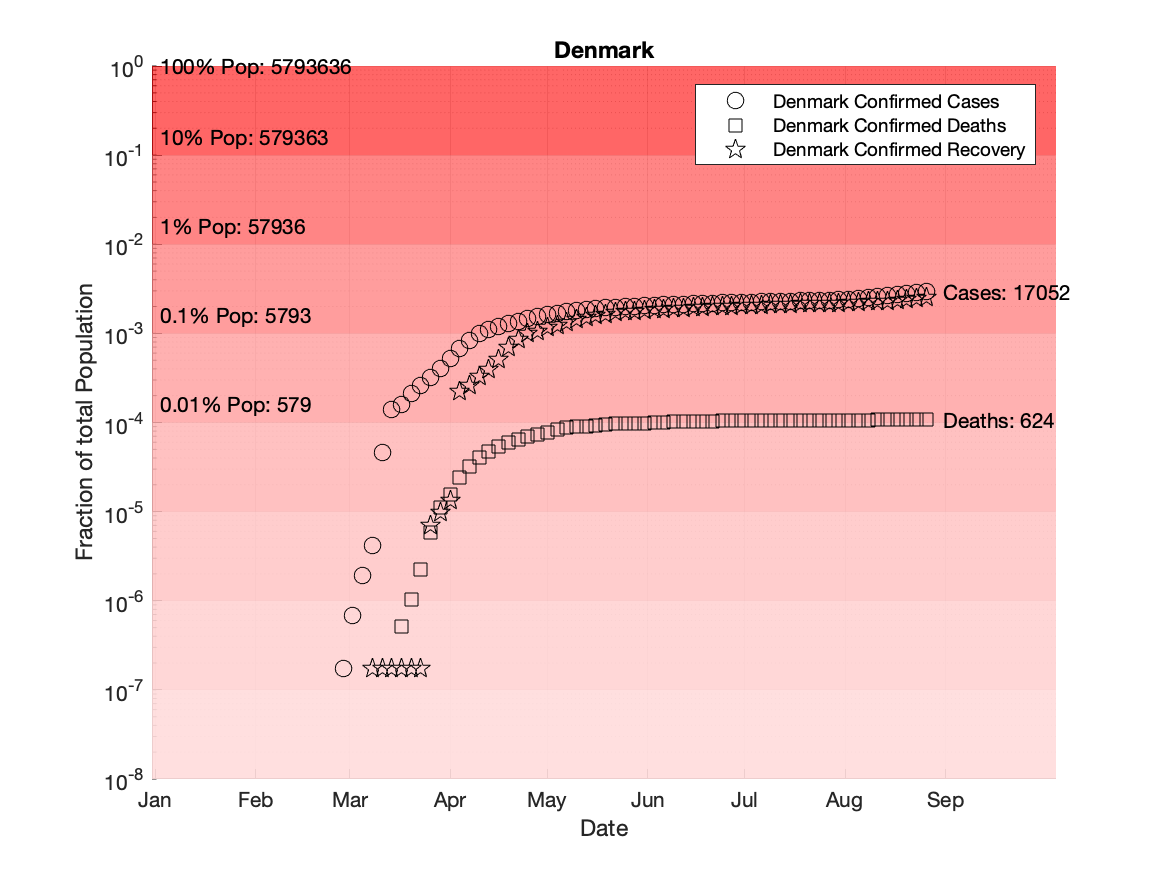 Denmark
10^0
100% Pop: 5793636
Denmark Confirmed Cases
Denmark Confirmed Deaths
Denmark Confirmed Recovery
10% Pop: 579363
10^-1
1% Pop: 57936
10^-2
Cases: 17052
0.1% Pop: 5793
10^-3
0.01% Pop: 579
10^-4
Deaths: 624
10^-5
10^-6
10^-7
10^-8
Fraction of total Population
Jan Feb Mar Apr May Jun Jul Aug Sep
Date